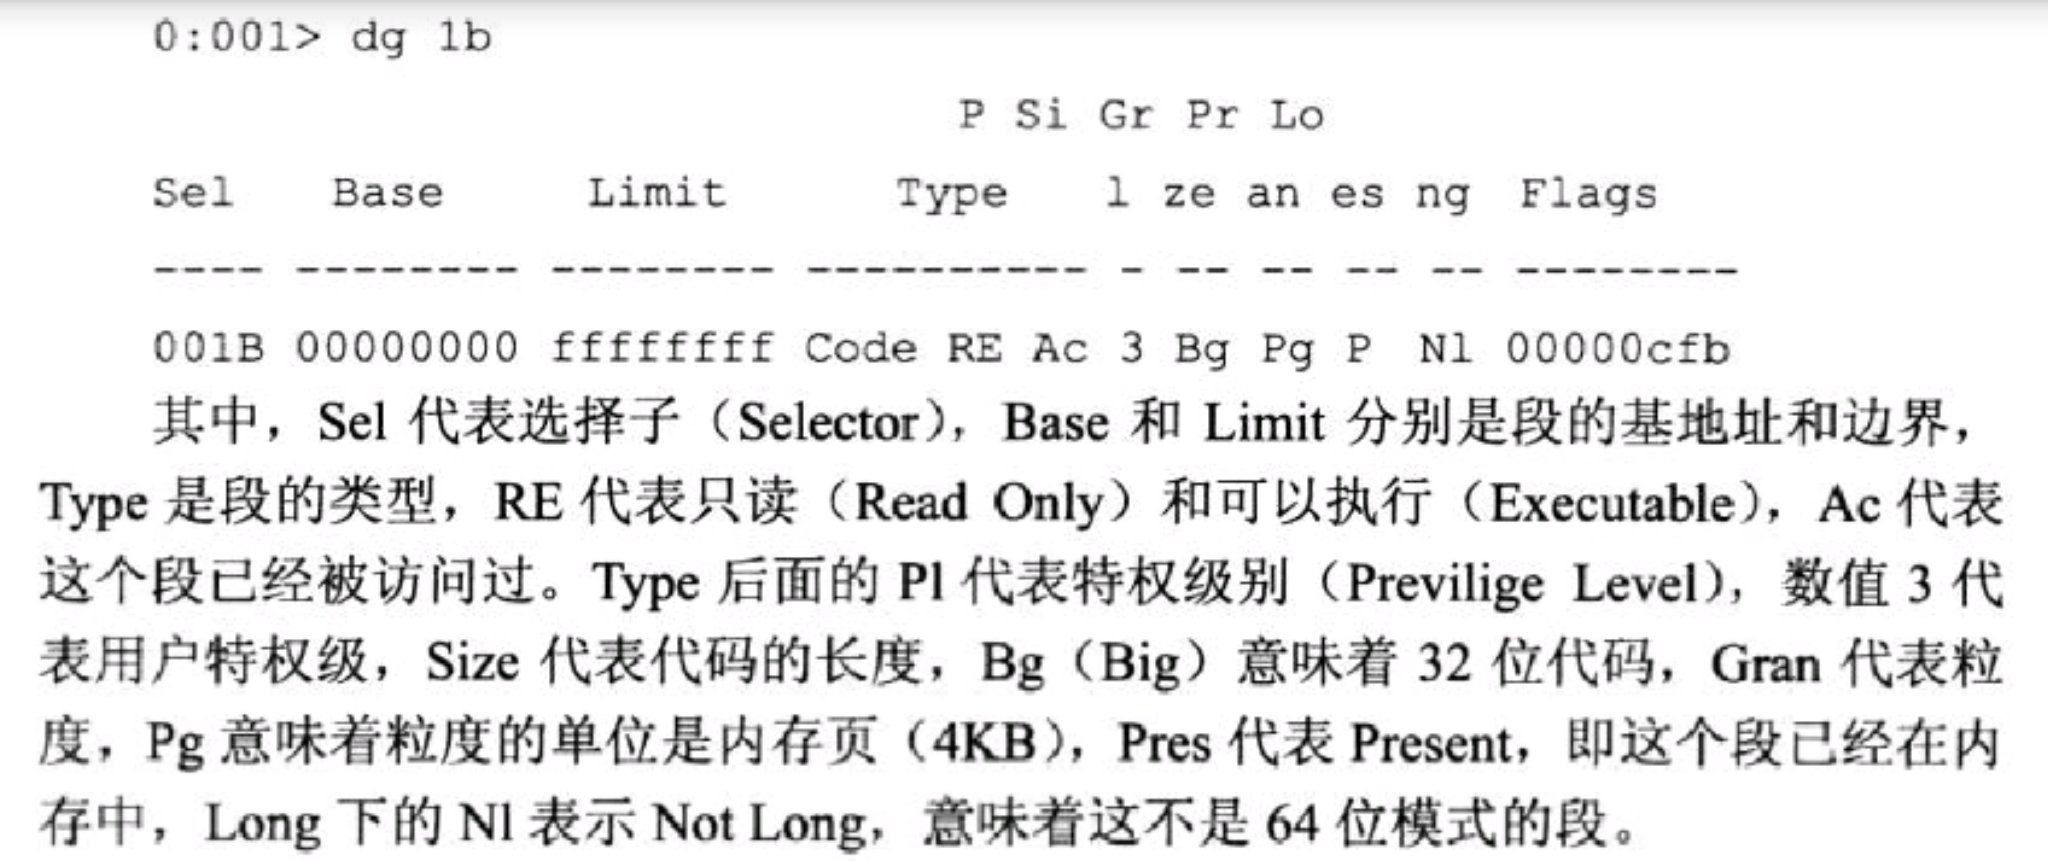 0:001> dg 1b
P Si Gr Pr Lo
Sel Base Limit Type l ze an es ng Flags
---- -------- -------- ---------- - -- -- -- -- --------
001B 00000000 ffffffff Code RE Ac 3 Bg Pg P Nl 00000cfb
其中，Sel 代表选择子（Selector），Base 和 Limit 分别是段的基地址和边界，
Type 是段的类型，RE 代表只读（Read Only）和可以执行（Executable），Ac 代表
这个段已经被访问过。Type 后面的 Pl 代表特权级别（Previlige Level），数值 3 代
表用户特权级，Size 代表代码的长度，Bg（Big）意味着 32 位代码，Gran 代表粒
度，Pg 意味着粒度的单位是内存页（4KB），Pres 代表 Present，即这个段已经在内
存中，Long 下的 Nl 表示 Not Long，意味着这不是 64 位模式的段。